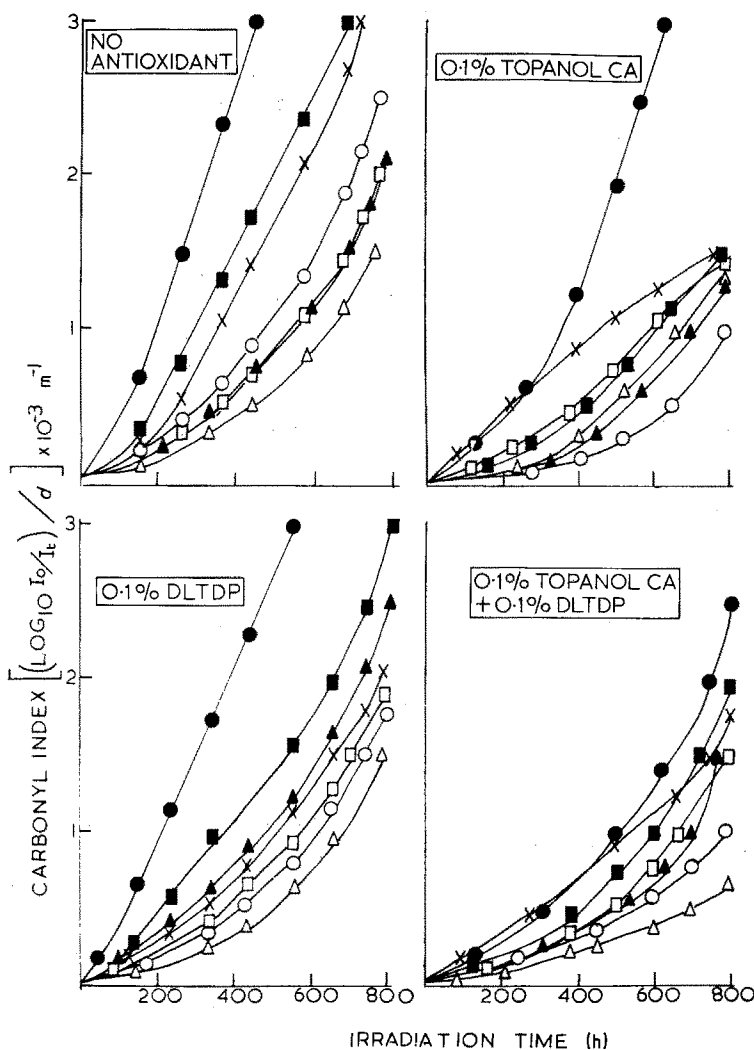 NO
ANTIOXIDANT
0·1% TOPANOL CA
0·1% DLTDP
0·1% TOPANOL CA
+ 0·1% DLTDP
3
2
1
3
2
1
200
400
600
800
200
400
600
800
CARBONYL INDEX [(LOG10 Io/It)/d] ×10-3 m-1
IRRADIATION TIME (h)